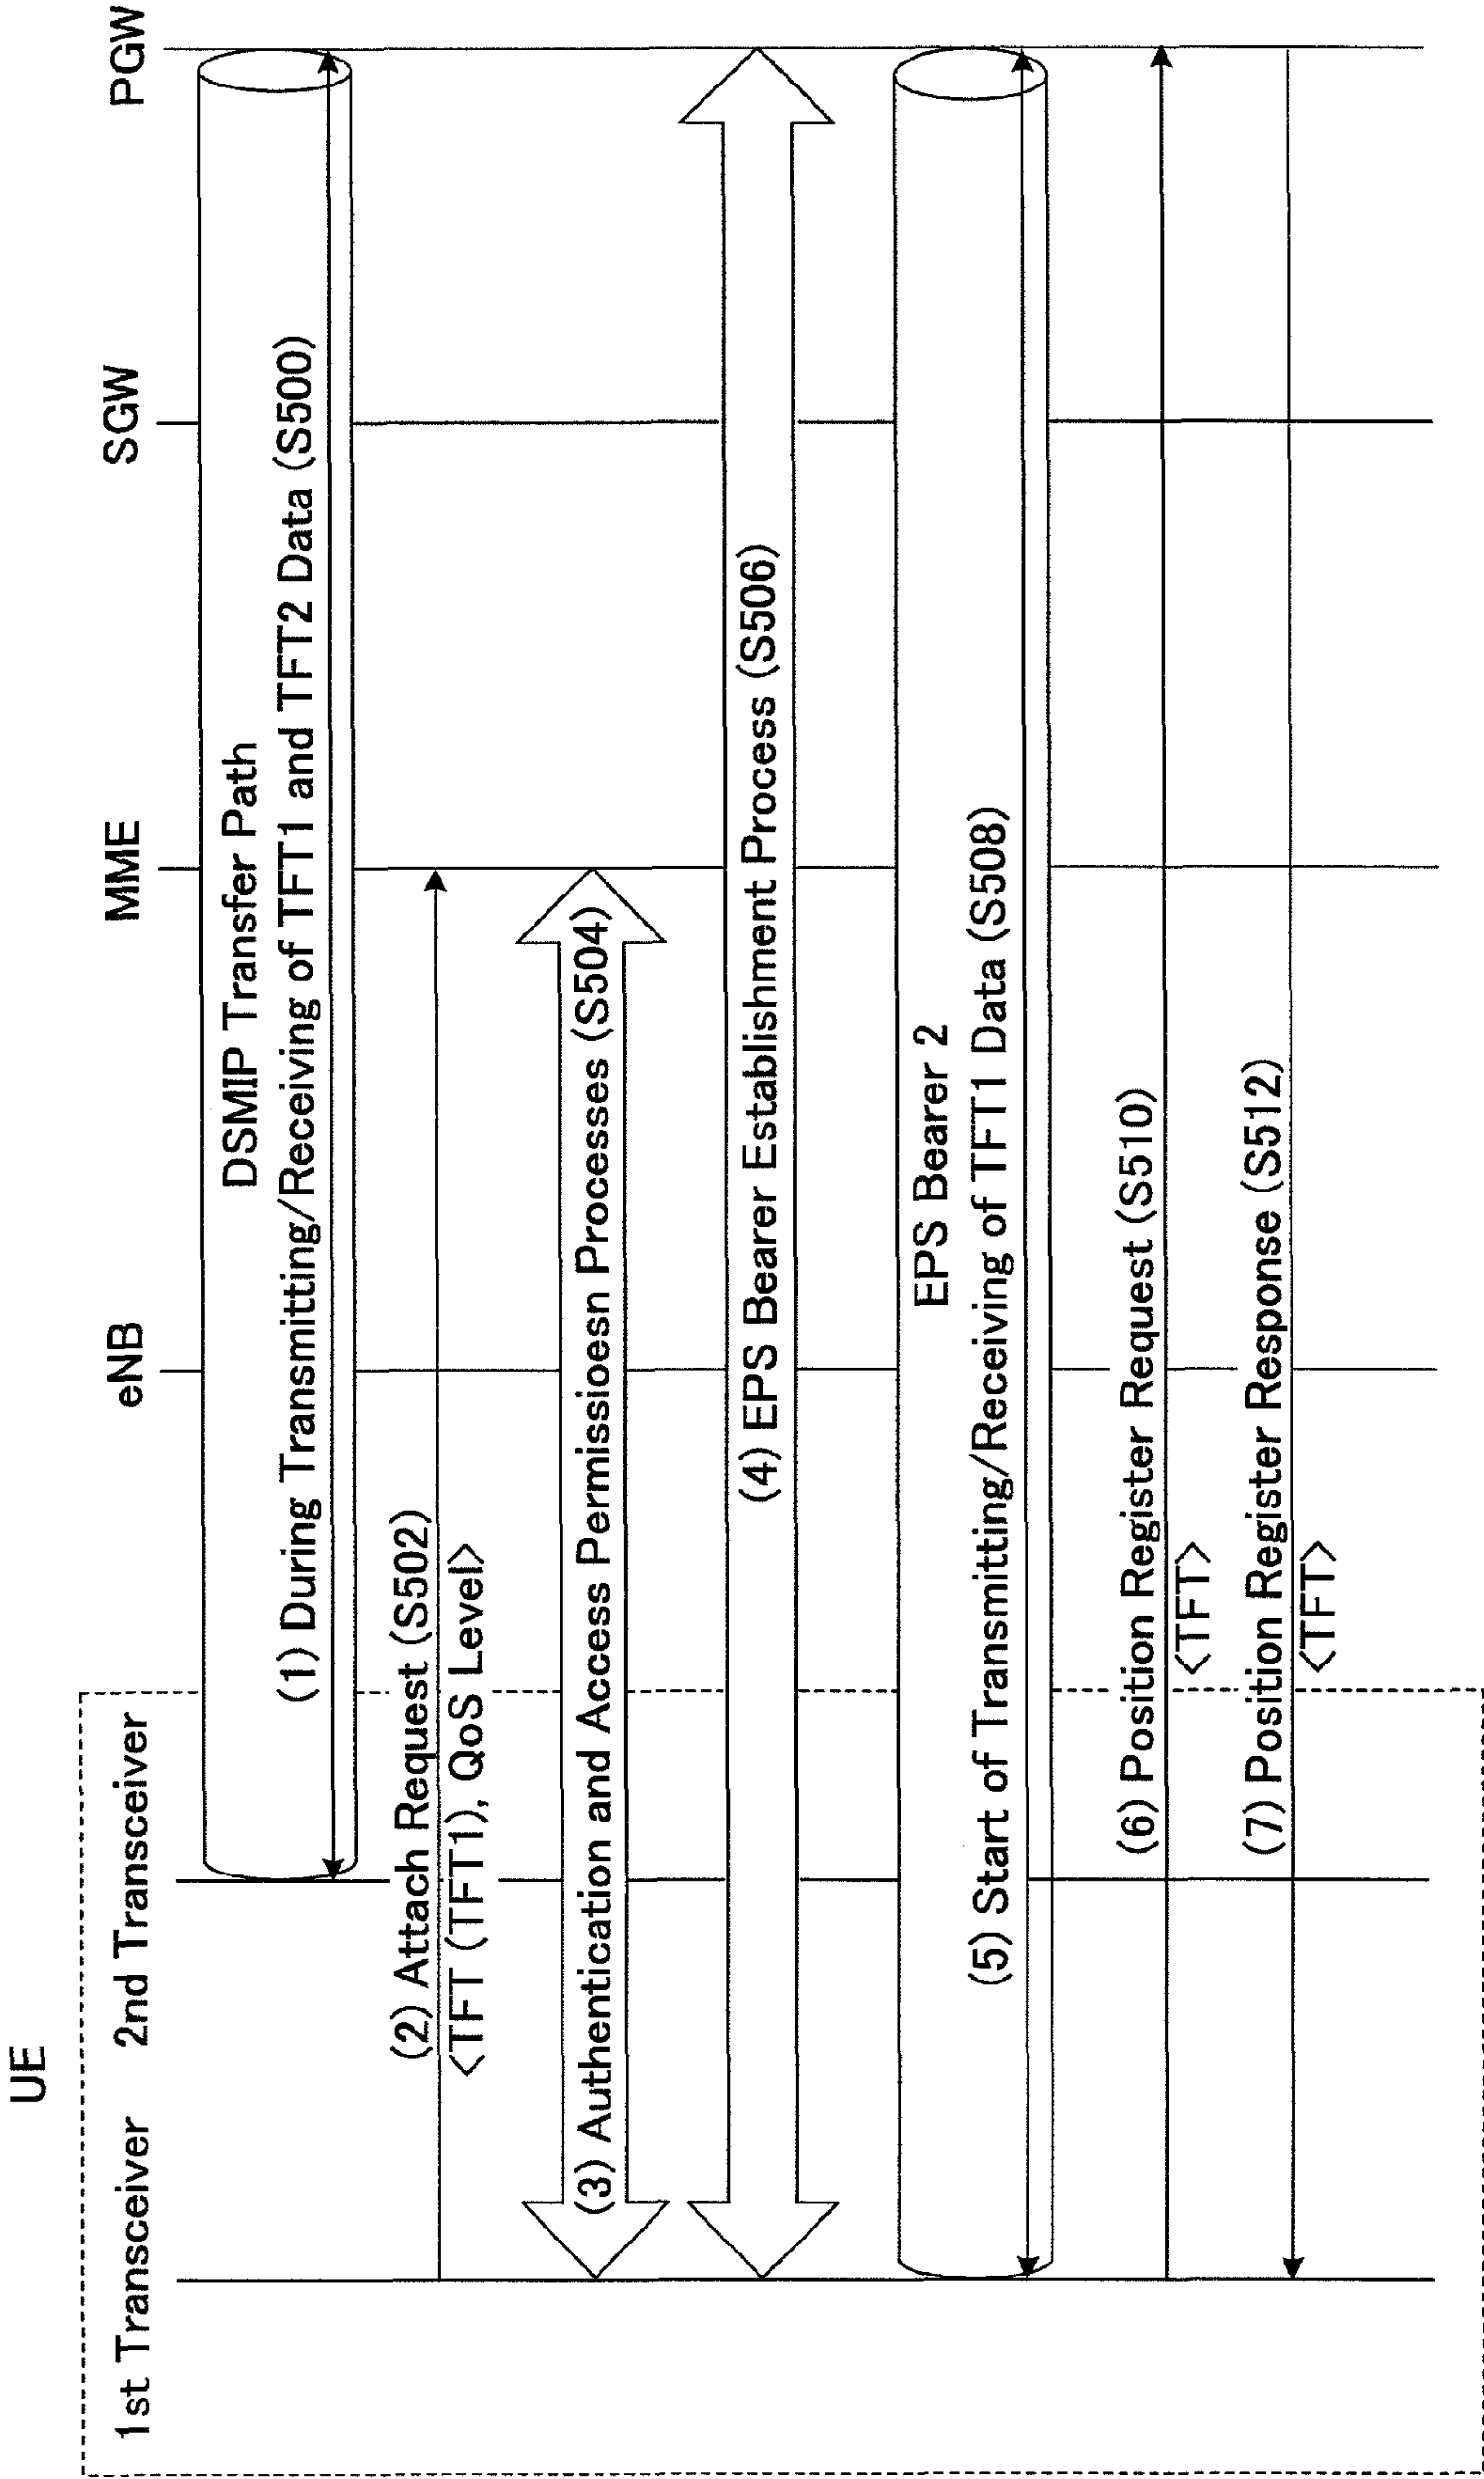 UE
1st Transceiver
2nd Transceiver
eNB
MME
SGW
PGW
DSMIP Transfer Path
(1) During Transmitting/Receiving of TFT1 and TFT2 Data (S500)
(2) Attach Request (S502)
<TFT (TFT1), QoS Level>
(3) Authentication and Access Permissioesn Processes (S504)
(4) EPS Bearer Establishment Process (S506)
EPS Bearer 2
(5) Start of Transmitting/Receiving of TFT1 Data (S508)
(6) Position Register Request (S510)
<TFT>
(7) Position Register Response (S512)
<TFT>